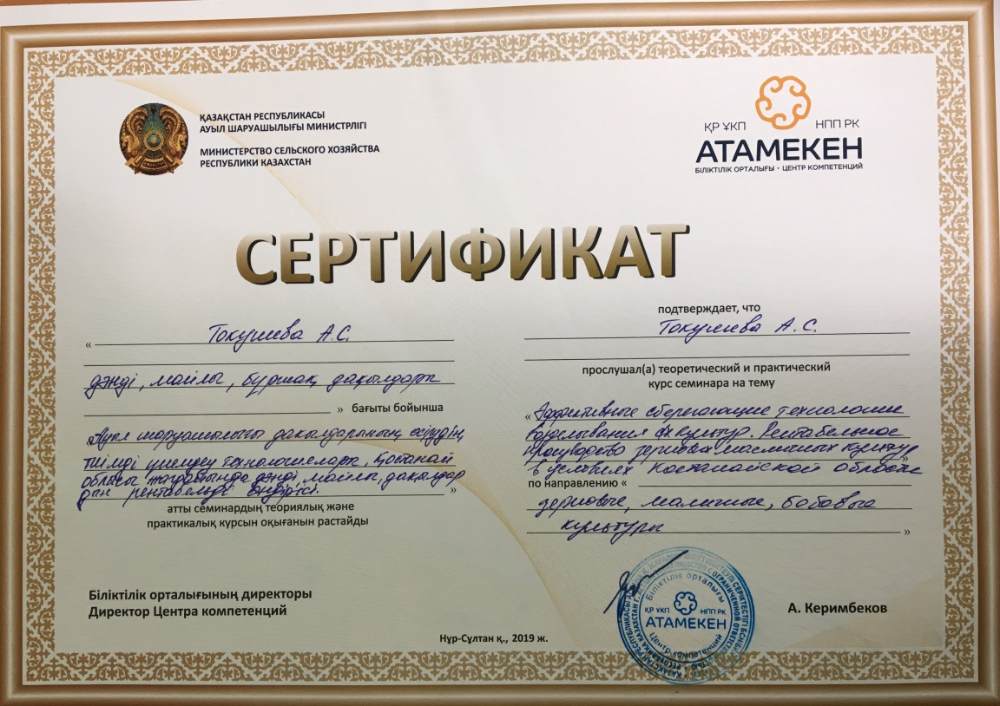 ҚАЗАҚСТАН РЕСПУБЛИКАСЫ
АУЫЛ ШАРУАШЫЛЫҒЫ МИНИСТРЛІГІ
МИНИСТЕРСТВО СЕЛЬСКОГО ХОЗЯЙСТВА
РЕСПУБЛИКИ КАЗАХСТАН
ҚР ҰКП НПП РК
АТАМЕКЕН
БІЛІКТІЛІК ОРТАЛЫҒЫ · ЦЕНТР КОМПЕТЕНЦИЙ
СЕРТИФИКАТ
« Токушева А.С.
дәнді, майлы, бұршақ дақылдары
» бағыты бойынша
«Ауыл шаруашылығы дақылдарының өсірудің
тиімді үнемдеу технологиялары, Қостанай
облысы жағдайында дәнді, майлы, дақылдар
дың рентабельді өндірісі. »
атты семинардың теориялық және
практикалық курсын оқығанын растайды
подтверждает, что
Токушева А.С.
прослушал(а) теоретический и практический
курс семинара на тему
«Эффективные сберегающие технологии
возделывания с/х культур. Рентабельное
производство зерновых масличных культур
в условиях Костанайской области
по направлению «
зерновые, масличные, бобовые
культуры »
Біліктілік орталығының директоры
Директор Центра компетенций
Нұр-Сұлтан қ., 2019 ж.
Біліктілік орталығы
ҚР ҰКП НПП РК
АТАМЕКЕН
Центр компетенций
А. Керимбеков